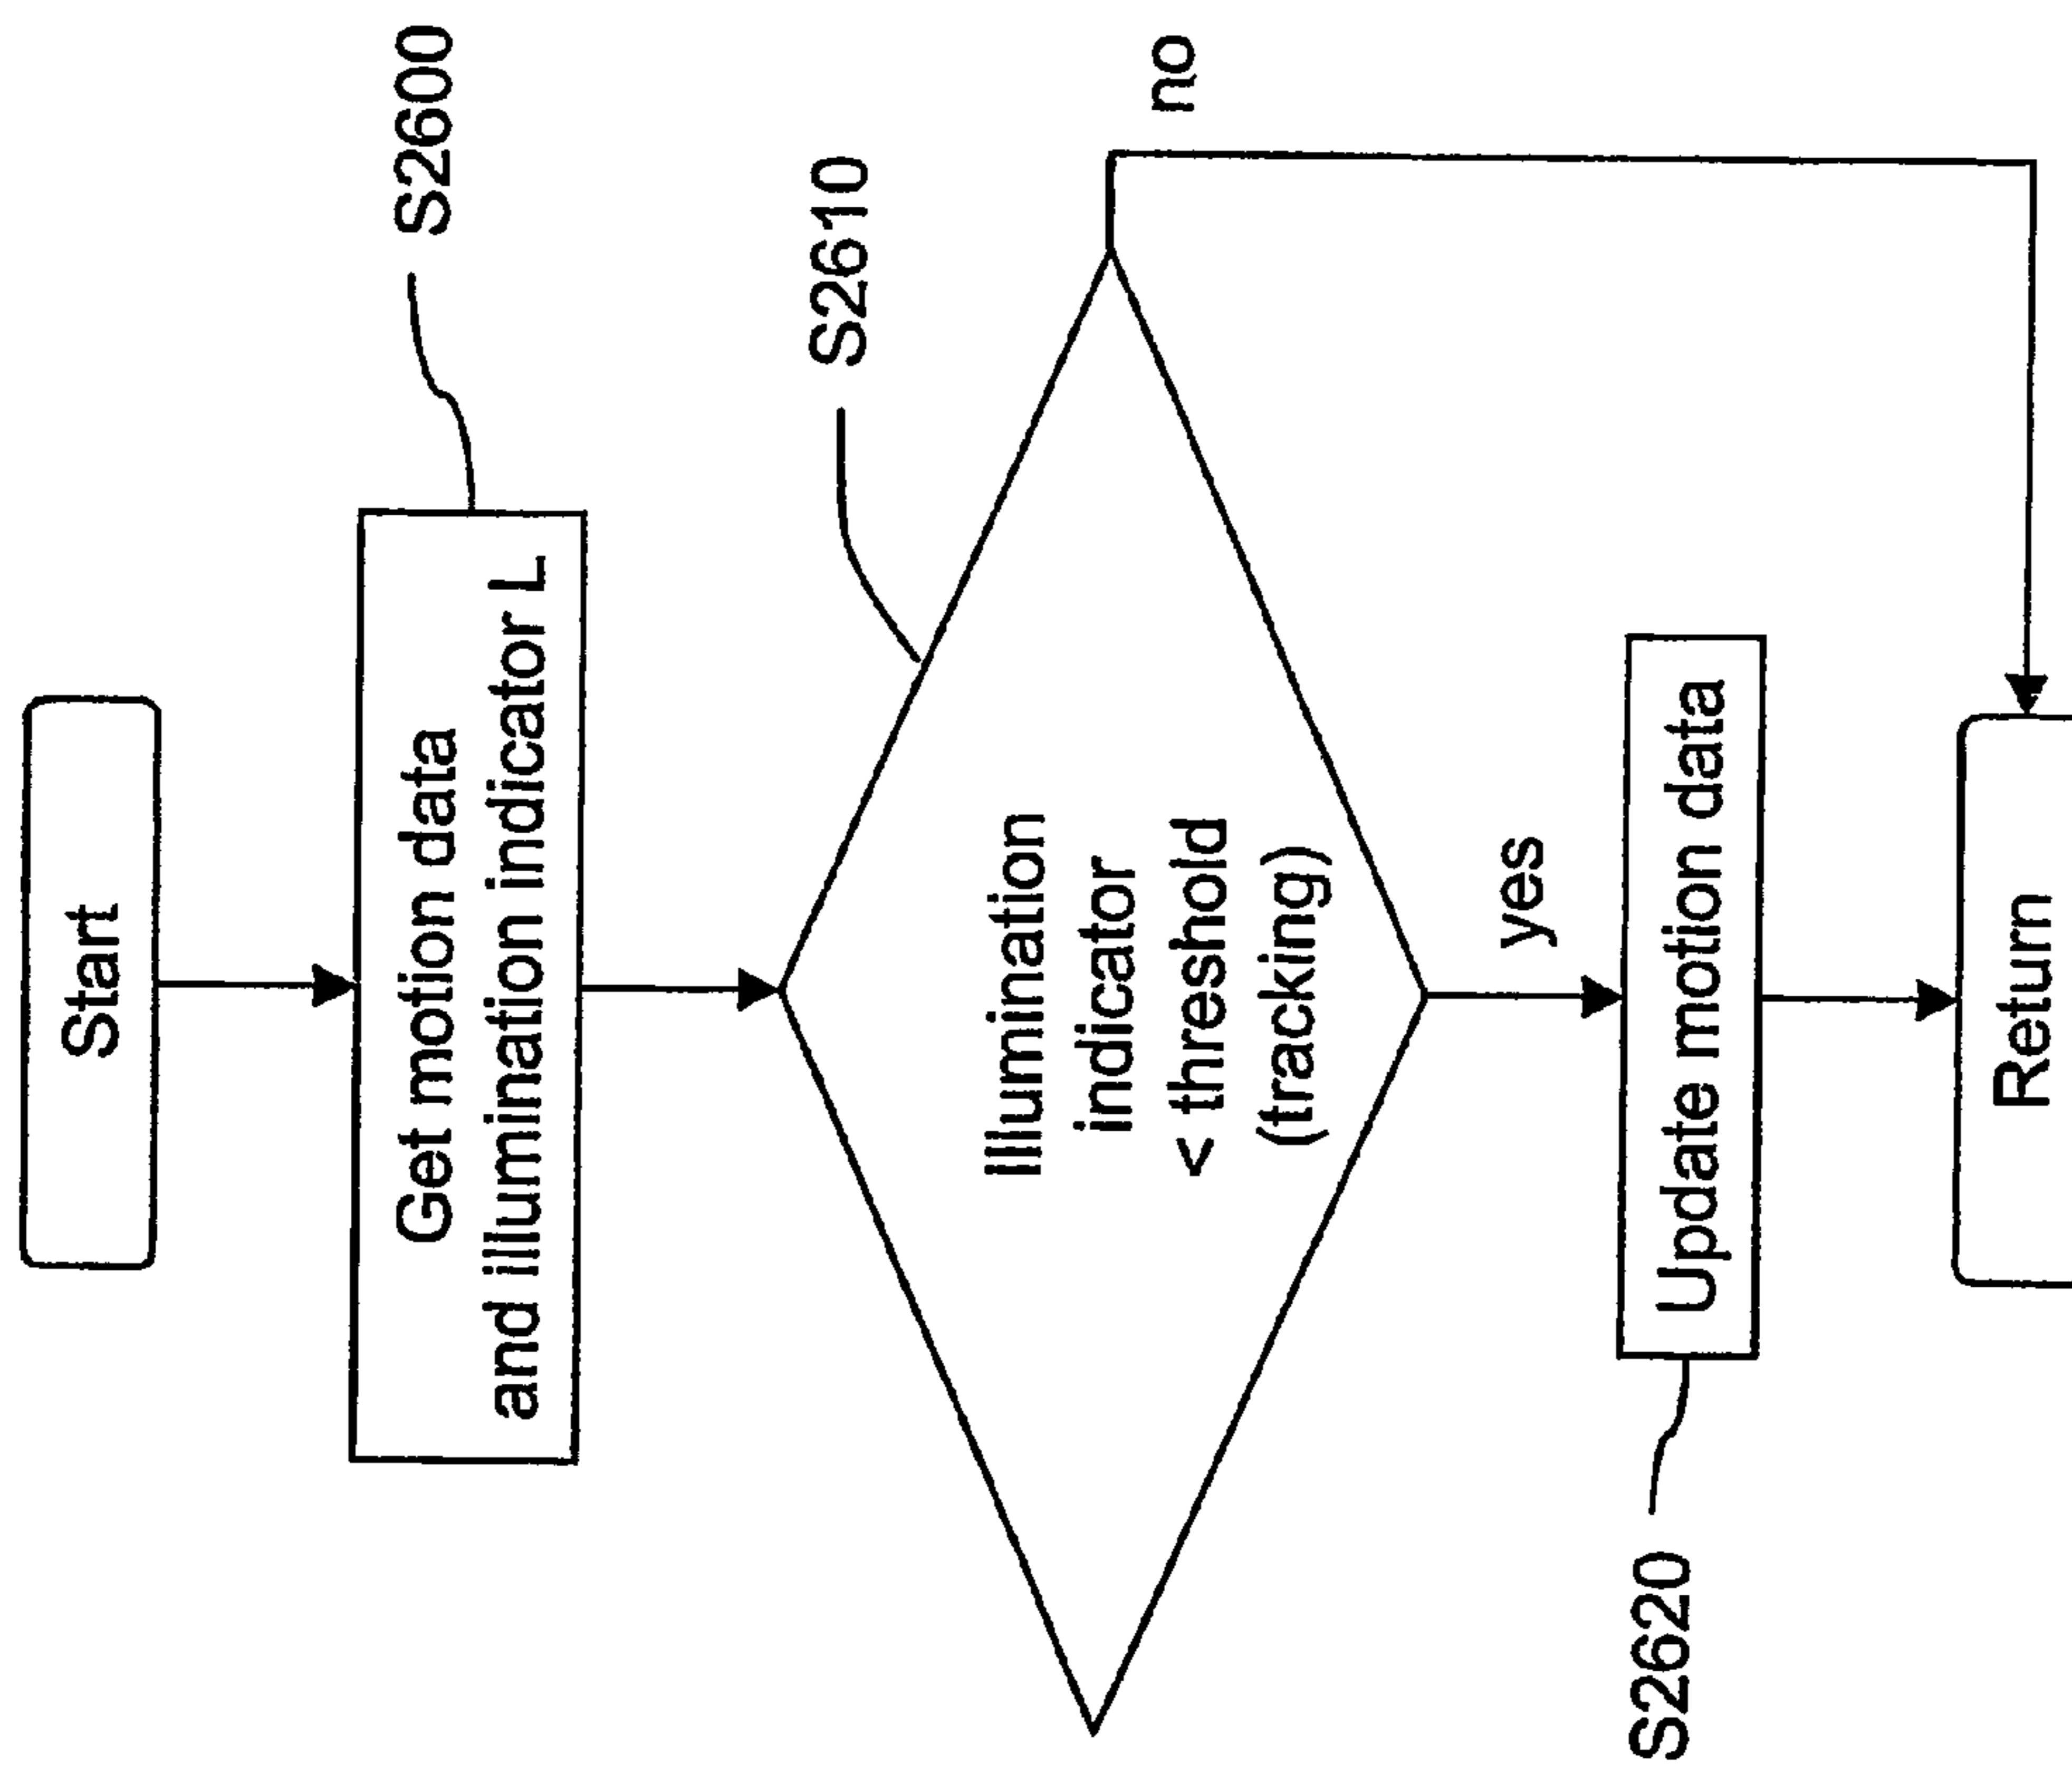 Start
Get motion data
and illumination indicator L
S2600
S2610
Illumination
indicator
< threshold
(tracking)
no
yes
Update motion data
S2620
Return